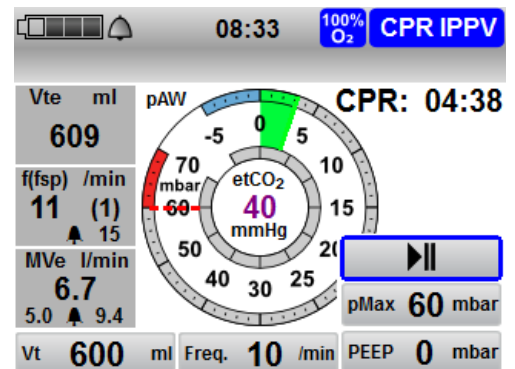 08:33
100%
O₂
CPR IPPV
Vte ml
609
pAW
CPR: 04:38
-5
0
5
10
15
20
25
30
40
50
60
70
mbar
etCO₂
40
mmHg
f(fsp) /min
11 (1)
15
MVe l/min
6.7
5.0 9.4
pMax 60 mbar
Vt 600 ml
Freq. 10 /min
PEEP 0 mbar